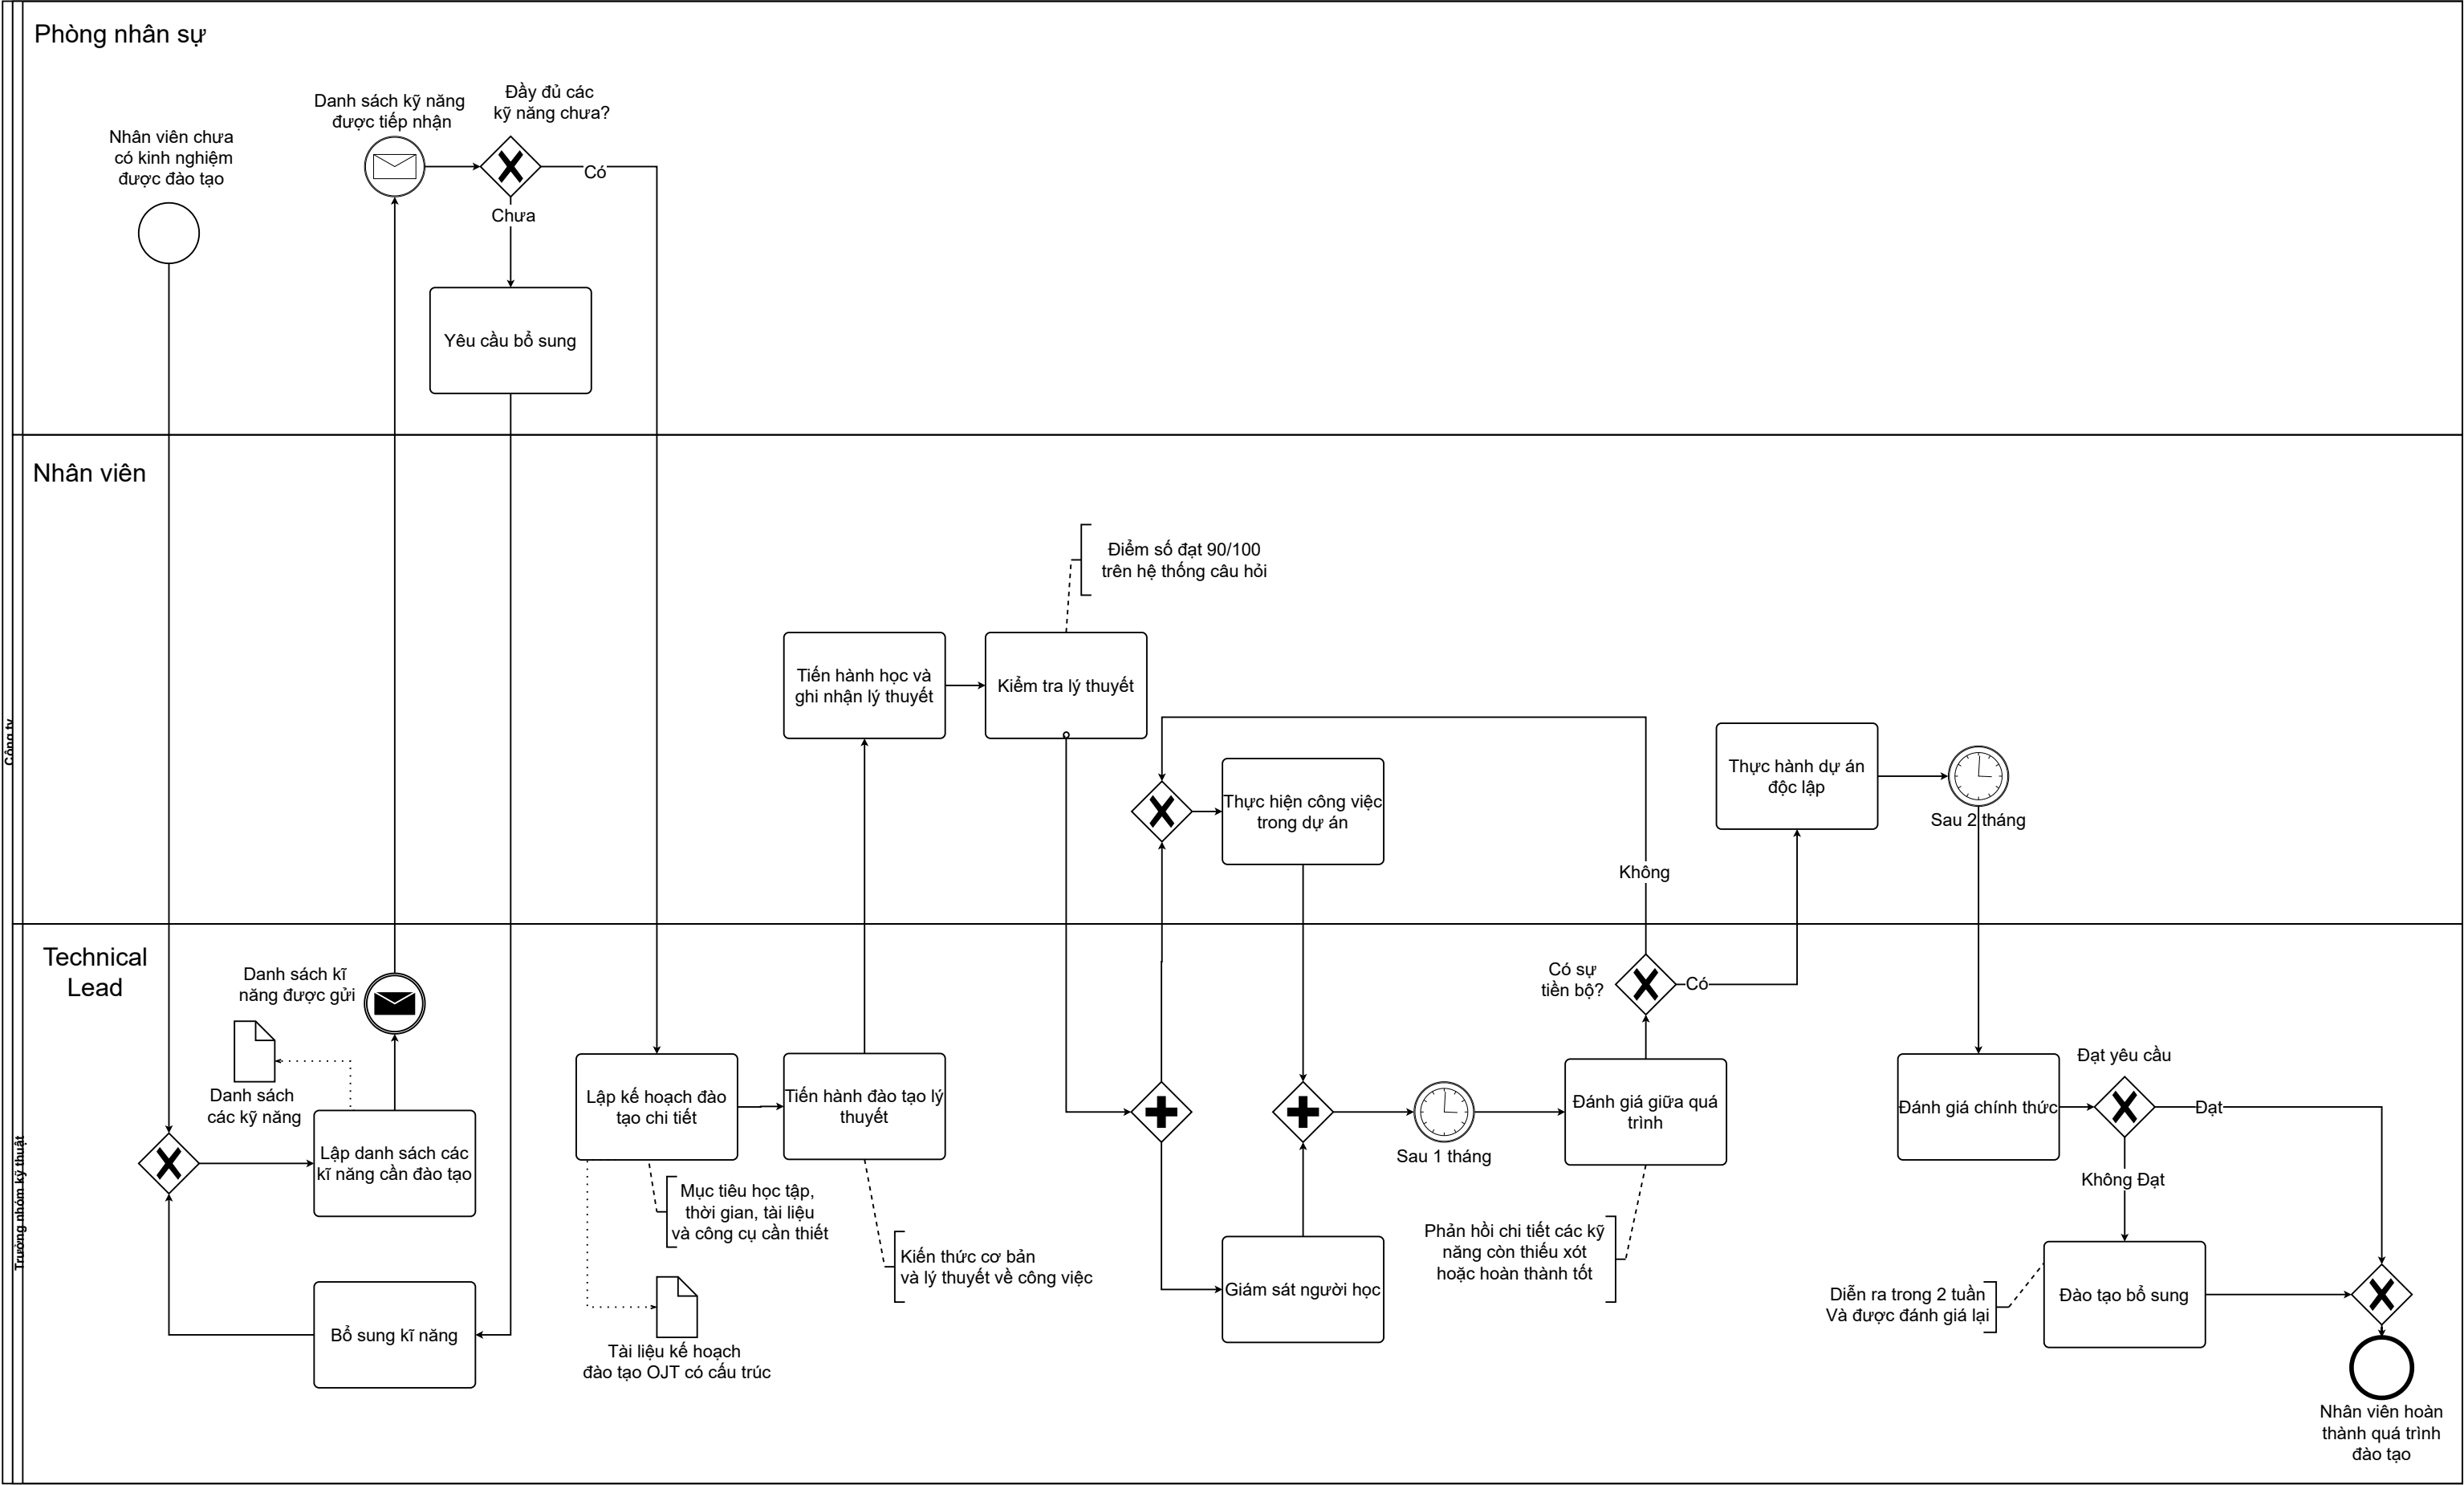 Phòng nhân sự
Nhân viên chưa
có kinh nghiệm
được đào tạo
Danh sách kỹ năng
được tiếp nhận
Đầy đủ các
kỹ năng chưa?
Có
Chưa
Yêu cầu bổ sung
Công ty
Nhân viên
Điểm số đạt 90/100
trên hệ thống câu hỏi
Tiến hành học và
ghi nhận lý thuyết
Kiểm tra lý thuyết
Thực hiện công việc
trong dự án
Không
Thực hành dự án
độc lập
Sau 2 tháng
Trưởng nhóm kỹ thuật
Technical
Lead
Danh sách kĩ
năng được gửi
Danh sách
các kỹ năng
Lập danh sách các
kĩ năng cần đào tạo
Bổ sung kĩ năng
Lập kế hoạch đào
tạo chi tiết
Mục tiêu học tập,
thời gian, tài liệu
và công cụ cần thiết
Tài liệu kế hoạch
đào tạo OJT có cấu trúc
Tiến hành đào tạo lý
thuyết
Kiến thức cơ bản
và lý thuyết về công việc
Giám sát người học
Sau 1 tháng
Đánh giá giữa quá
trình
Có sự
tiền bộ?
Có
Phản hồi chi tiết các kỹ
năng còn thiếu xót
hoặc hoàn thành tốt
Đánh giá chính thức
Đạt yêu cầu
Đạt
Không Đạt
Đào tạo bổ sung
Diễn ra trong 2 tuần
Và được đánh giá lại
Nhân viên hoàn
thành quá trình
đào tạo